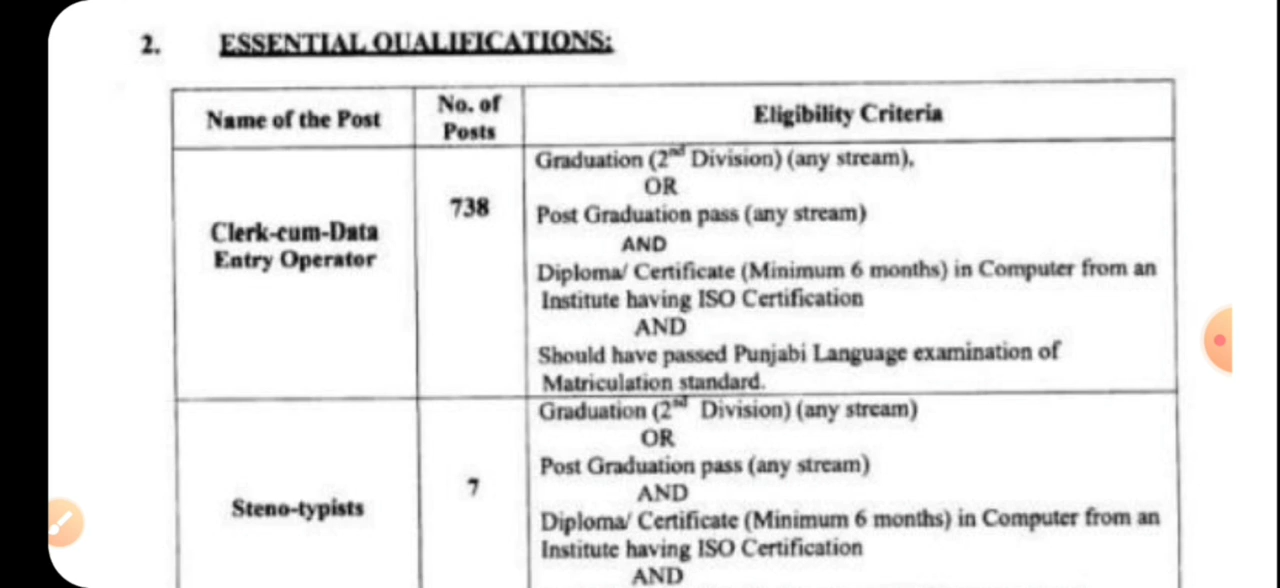 2. ESSENTIAL QUALIFICATIONS:
Name of the Post
No. of
Posts
Eligibility Criteria
Clerk-cum-Data
Entry Operator
738
Graduation (2nd Division) (any stream),
OR
Post Graduation pass (any stream)
AND
Diploma/ Certificate (Minimum 6 months) in Computer from an
Institute having ISO Certification
AND
Should have passed Punjabi Language examination of
Matriculation standard.
Steno-typists
7
Graduation (2nd Division) (any stream)
OR
Post Graduation pass (any stream)
AND
Diploma/ Certificate (Minimum 6 months) in Computer from an
Institute having ISO Certification
AND